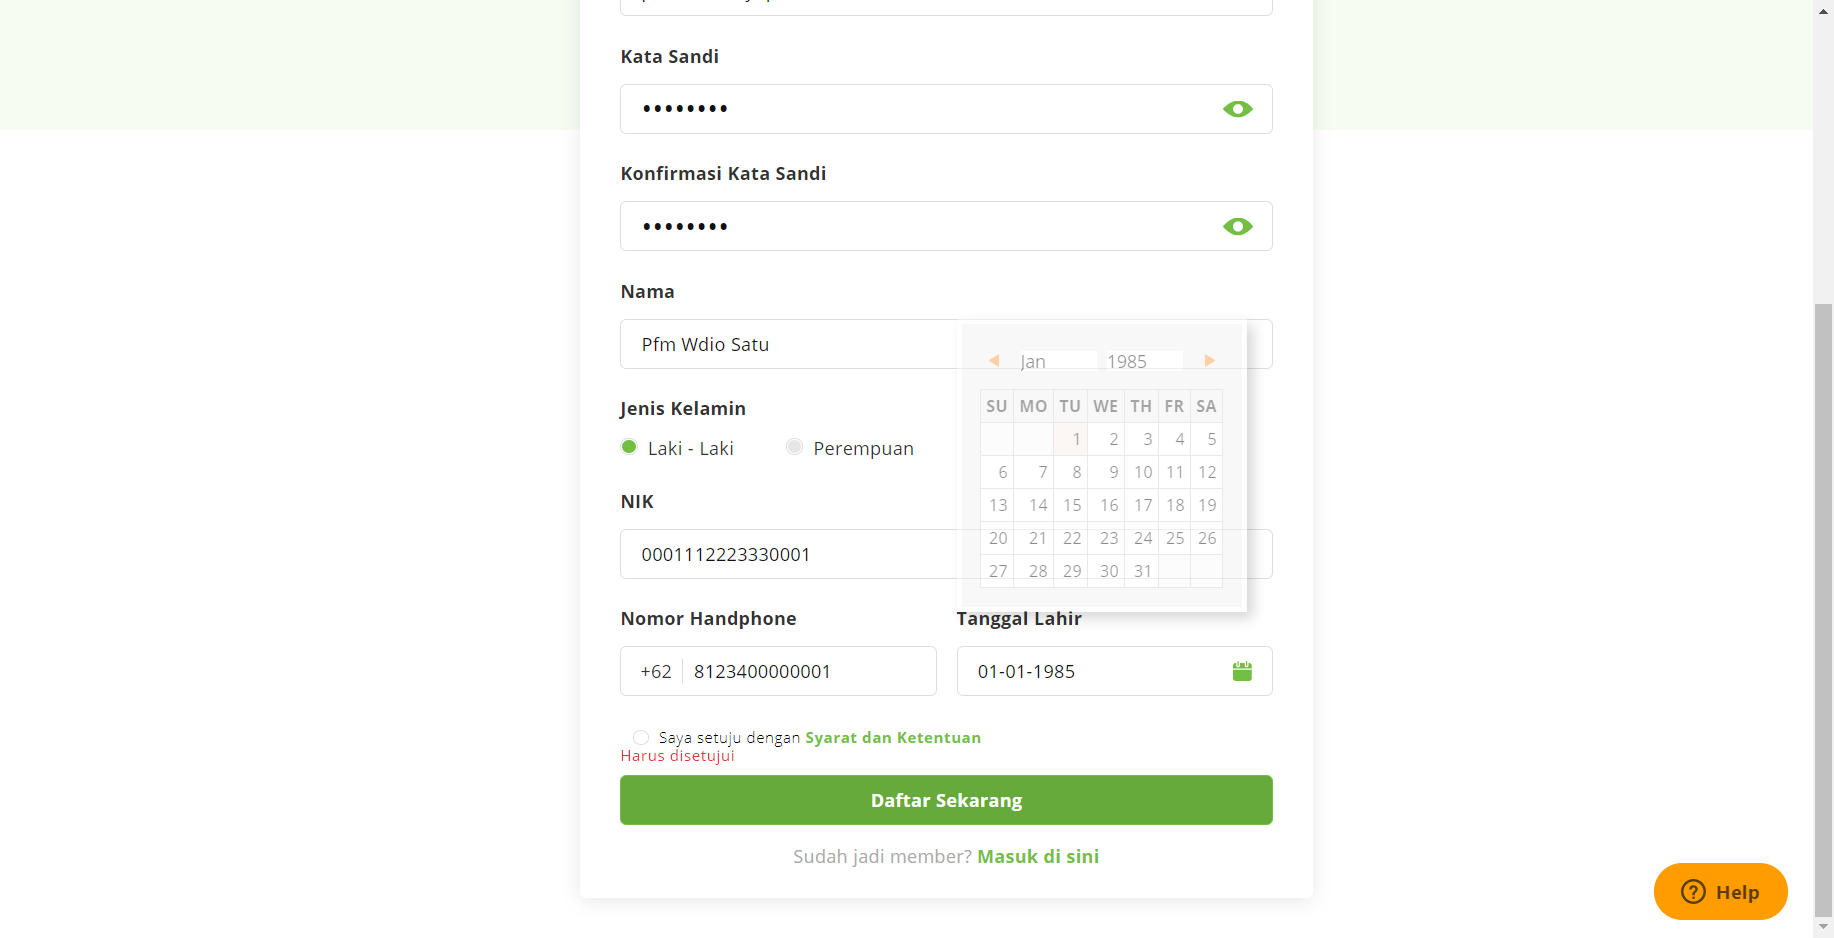 Kata Sandi
••••••••
Konfirmasi Kata Sandi
••••••••
Nama
Pfm Wdio Satu
Jan 1985
SU MO TU WE TH FR SA
1 2 3 4 5
6 7 8 9 10 11 12
13 14 15 16 17 18 19
20 21 22 23 24 25 26
27 28 29 30 31
Jenis Kelamin
Laki - Laki Perempuan
NIK
0001112223330001
Nomor Handphone Tanggal Lahir
+62 8123400000001 01-01-1985
Saya setuju dengan Syarat dan Ketentuan
Harus disetujui
Daftar Sekarang
Sudah jadi member? Masuk di sini
? Help